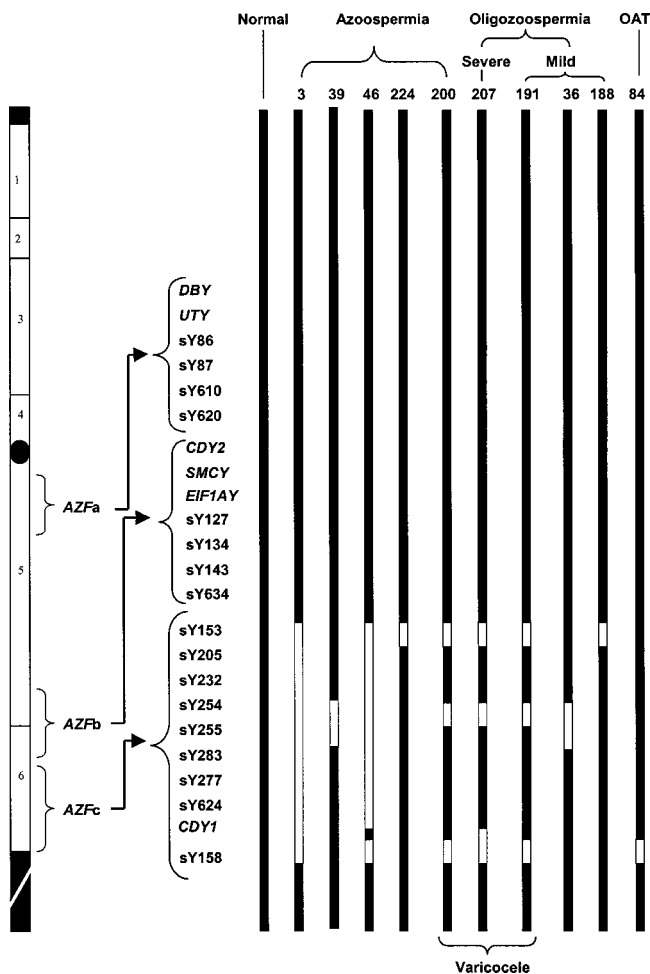 Normal Azoospermia Oligozoospermia OAT
Severe Mild
3 39 46 224 200 207 191 36 188 84
1
2
3
4
5
6
AZFa
AZFb
AZFc
DBY
UTY
sY86
sY87
sY610
sY620
CDY2
SMCY
EIF1AY
sY127
sY134
sY143
sY634
sY153
sY205
sY232
sY254
sY255
sY283
sY277
sY624
CDY1
sY158
Varicocele